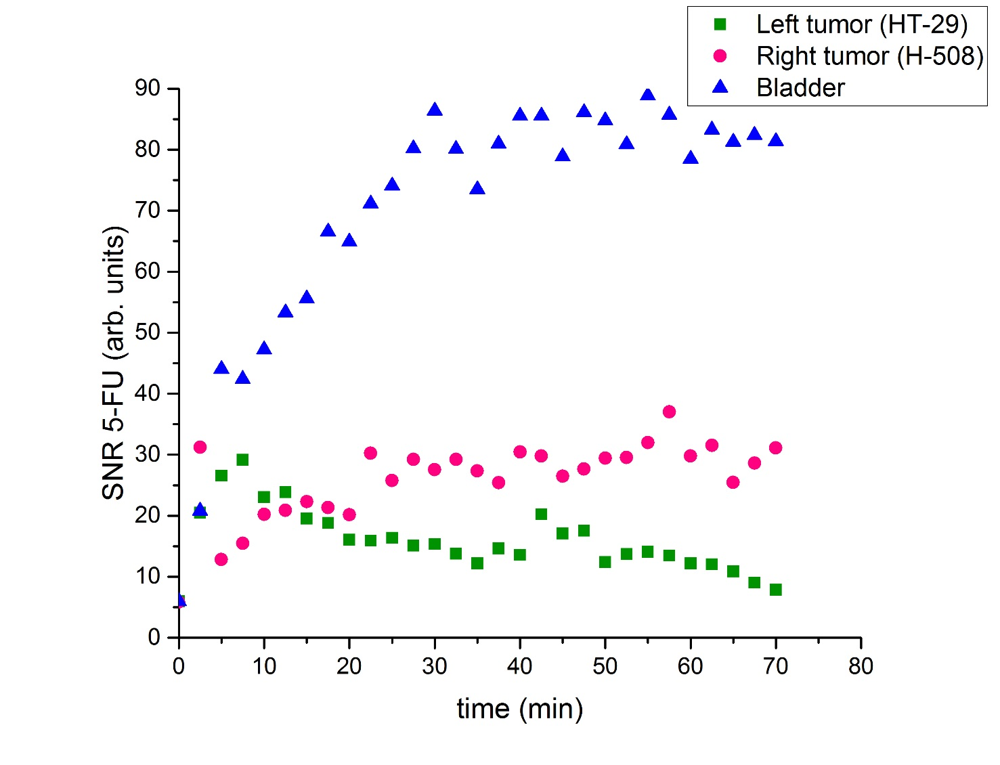 Left tumor (HT-29)
Right tumor (H-508)
Bladder
90
80
70
60
50
40
30
20
10
0
SNR 5-FU (arb. units)
0 10 20 30 40 50 60 70 80
time (min)